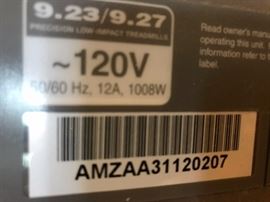 9.23/9.27
PRECISION LOW-IMPACT TREADMILLS
~120V
50/60 Hz, 12A, 1008W
Read owner's manu
operating this unit.
information refer to
label.
AMZAA31120207